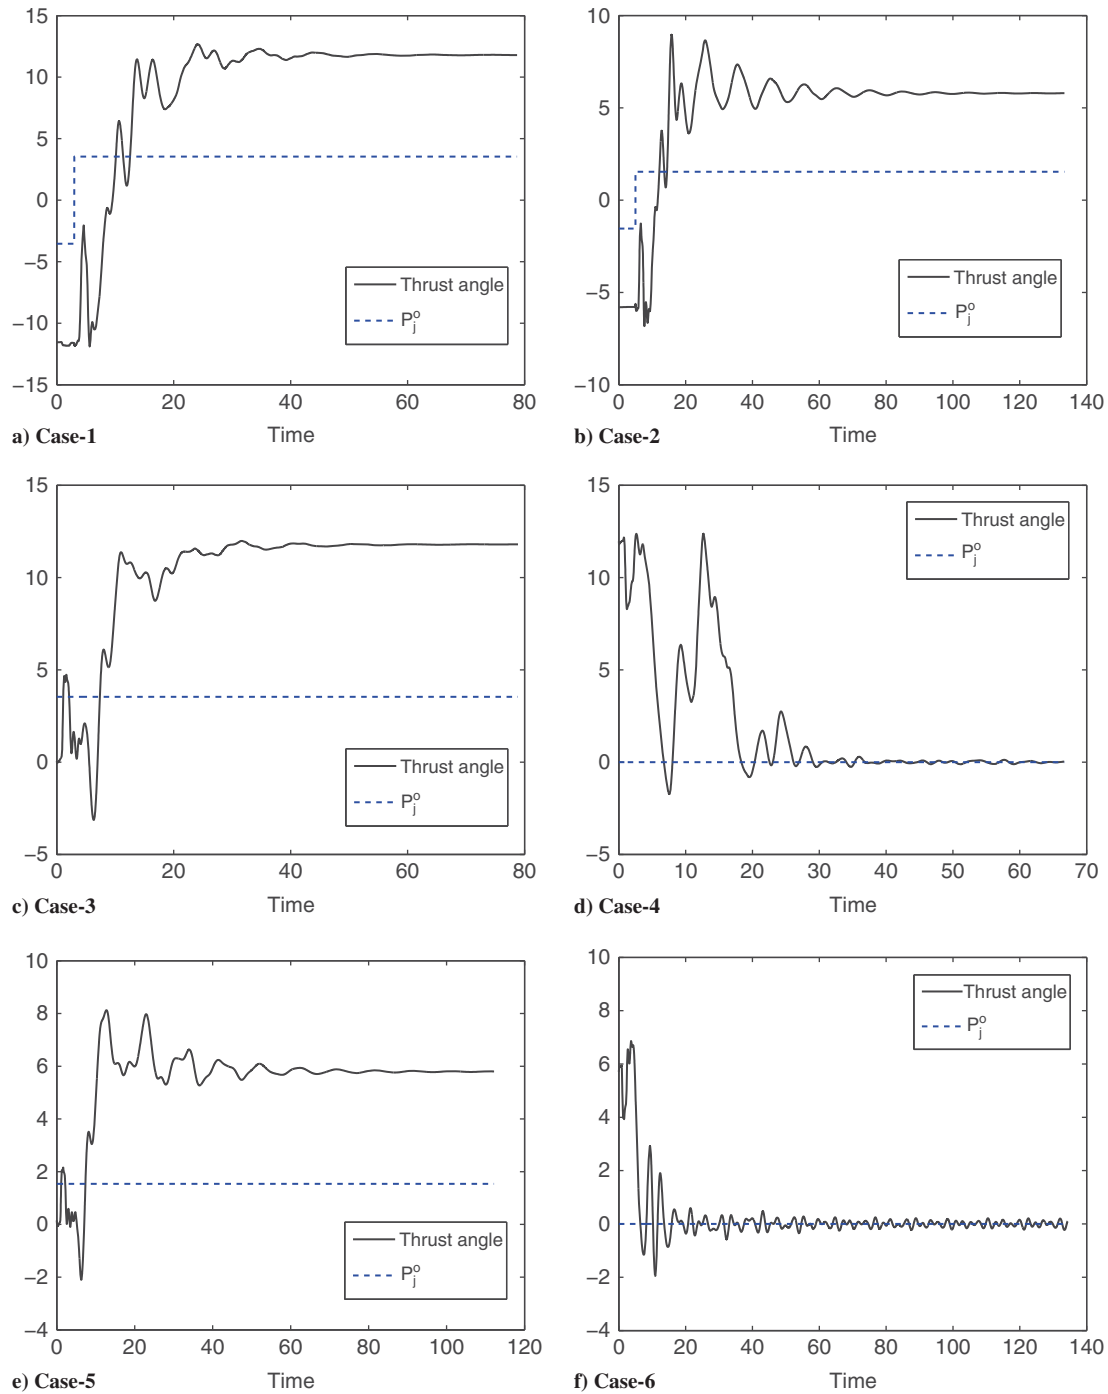 15
10
5
0
−5
−10
−15
0 20 40 60 80
Thrust angle
P_j^o
a) Case-1 Time
10
5
0
−5
−10
0 20 40 60 80 100 120 140
Thrust angle
P_j^o
b) Case-2 Time
15
10
5
0
−5
0 20 40 60 80
Thrust angle
P_j^o
c) Case-3 Time
15
10
5
0
−5
0 10 20 30 40 50 60 70
Thrust angle
P_j^o
d) Case-4 Time
10
8
6
4
2
0
−2
−4
0 20 40 60 80 100 120
Thrust angle
P_j^o
e) Case-5 Time
10
8
6
4
2
0
−2
−4
0 20 40 60 80 100 120 140
Thrust angle
P_j^o
f) Case-6 Time